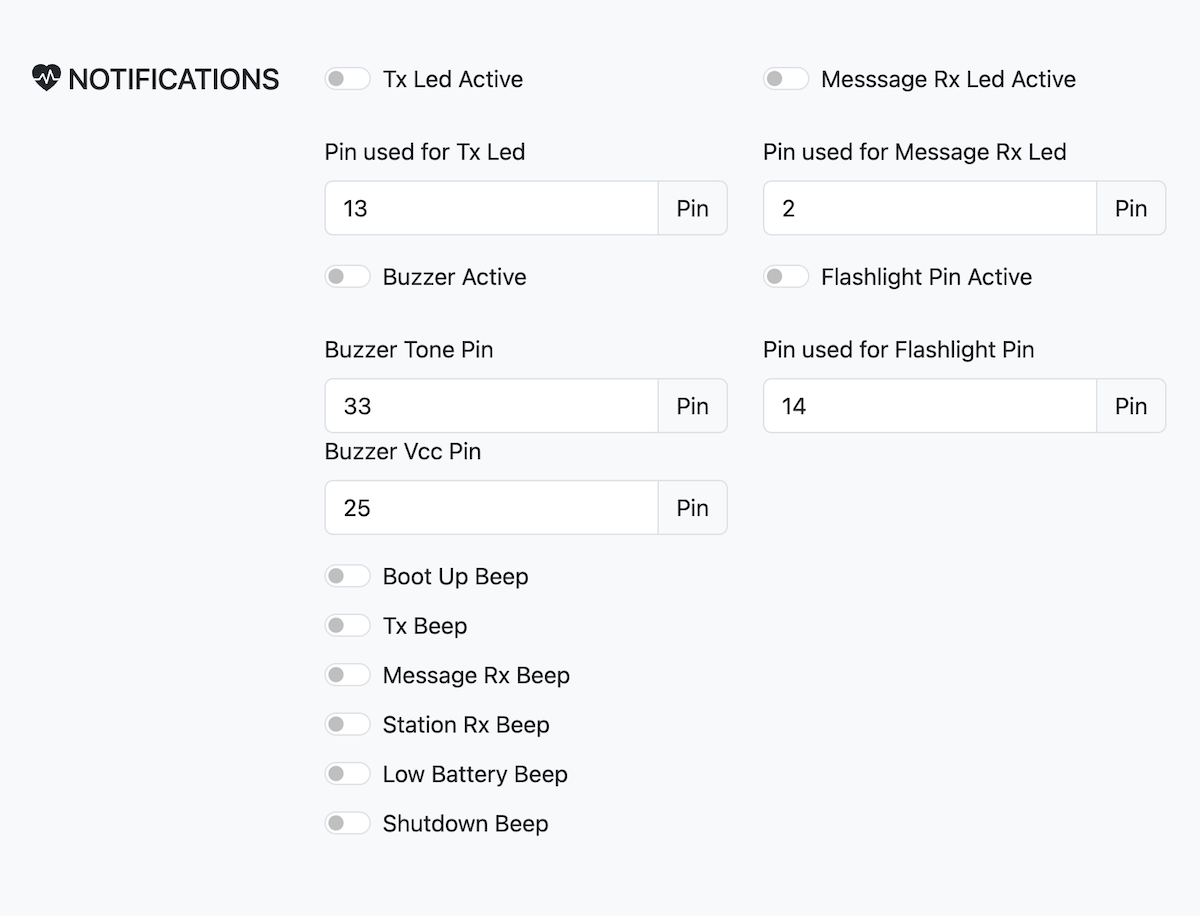 NOTIFICATIONS
Tx Led Active
Messsage Rx Led Active
Pin used for Tx Led
Pin used for Message Rx Led
13 Pin
2 Pin
Buzzer Active
Flashlight Pin Active
Buzzer Tone Pin
Pin used for Flashlight Pin
33 Pin
14 Pin
Buzzer Vcc Pin
25 Pin
Boot Up Beep
Tx Beep
Message Rx Beep
Station Rx Beep
Low Battery Beep
Shutdown Beep